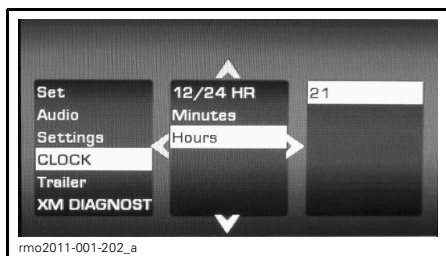 Set
Audio
Settings
CLOCK
Trailer
XM DIAGNOST
12/24 HR
Minutes
Hours
21
rmo2011-001-202_a